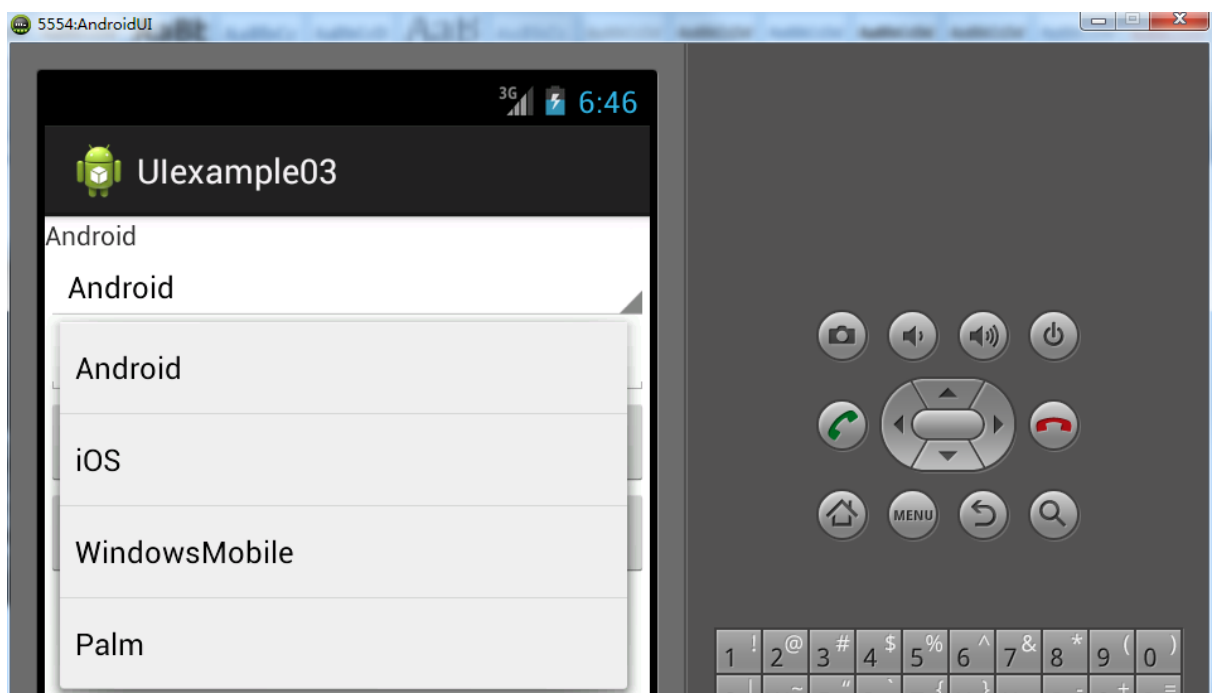 5554:AndroidUI
3G 6:46
UIexample03
Android
Android
Android
iOS
WindowsMobile
Palm
MENU
1 ! 2 @ 3 # 4 $ 5 % 6 ^ 7 & 8 * 9 ( 0 )